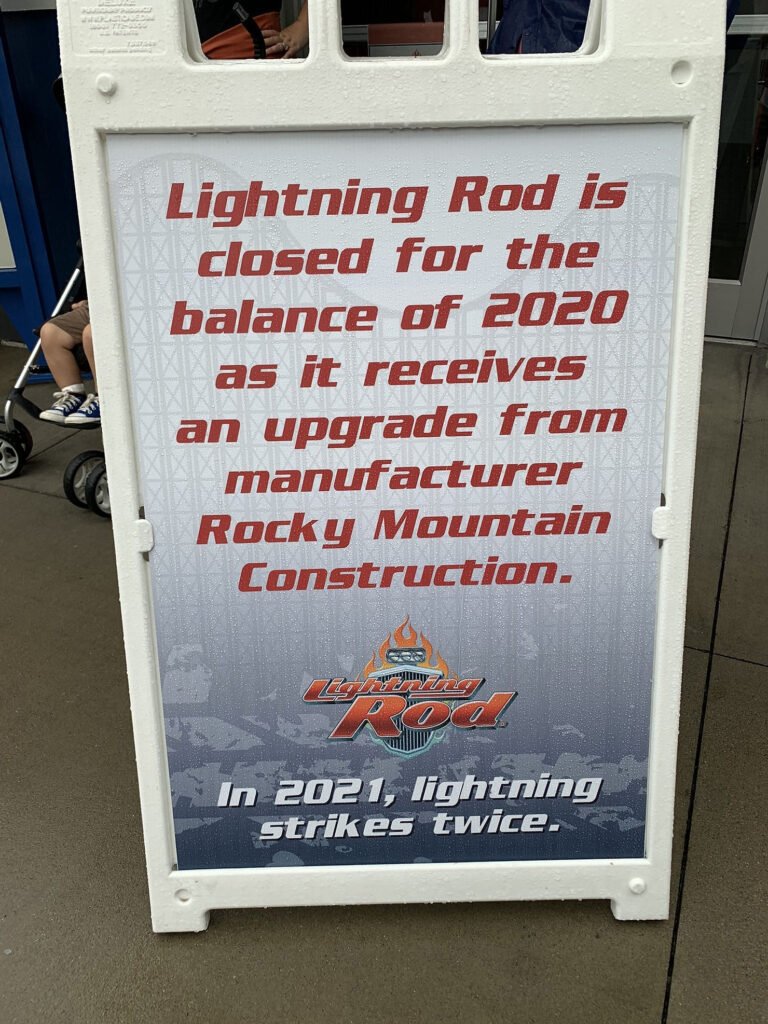 Lightning Rod is
closed for the
balance of 2020
as it receives
an upgrade from
manufacturer
Rocky Mountain
Construction.
Lightning
Rod
In 2021, lightning
strikes twice.